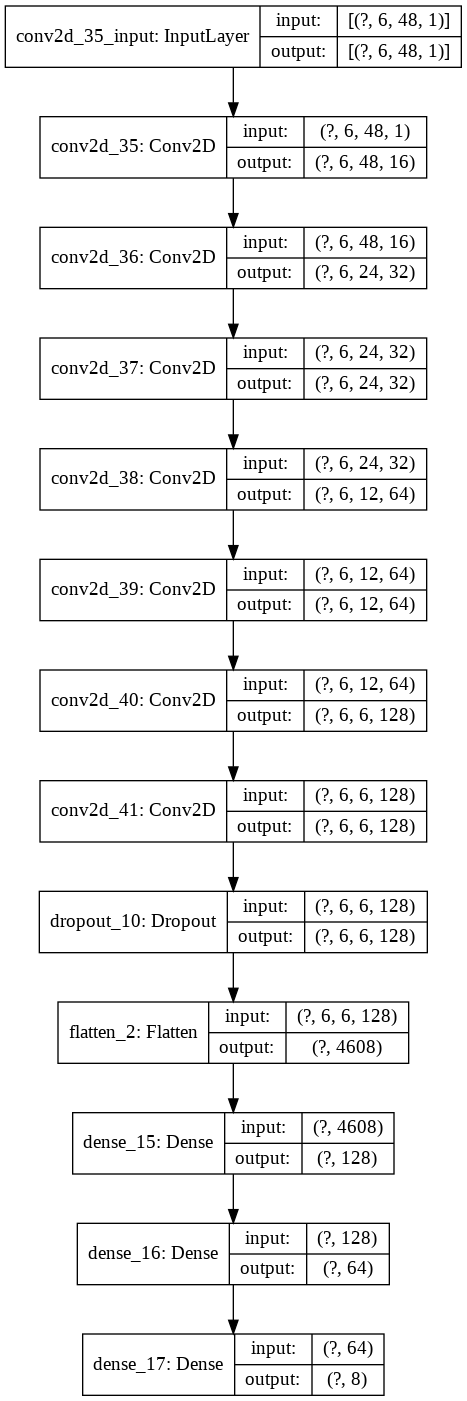 conv2d_35_input: InputLayer
input: [(?, 6, 48, 1)]
output: [(?, 6, 48, 1)]
conv2d_35: Conv2D
input: (?, 6, 48, 1)
output: (?, 6, 48, 16)
conv2d_36: Conv2D
input: (?, 6, 48, 16)
output: (?, 6, 24, 32)
conv2d_37: Conv2D
input: (?, 6, 24, 32)
output: (?, 6, 24, 32)
conv2d_38: Conv2D
input: (?, 6, 24, 32)
output: (?, 6, 12, 64)
conv2d_39: Conv2D
input: (?, 6, 12, 64)
output: (?, 6, 12, 64)
conv2d_40: Conv2D
input: (?, 6, 12, 64)
output: (?, 6, 6, 128)
conv2d_41: Conv2D
input: (?, 6, 6, 128)
output: (?, 6, 6, 128)
dropout_10: Dropout
input: (?, 6, 6, 128)
output: (?, 6, 6, 128)
flatten_2: Flatten
input: (?, 6, 6, 128)
output: (?, 4608)
dense_15: Dense
input: (?, 4608)
output: (?, 128)
dense_16: Dense
input: (?, 128)
output: (?, 64)
dense_17: Dense
input: (?, 64)
output: (?, 8)